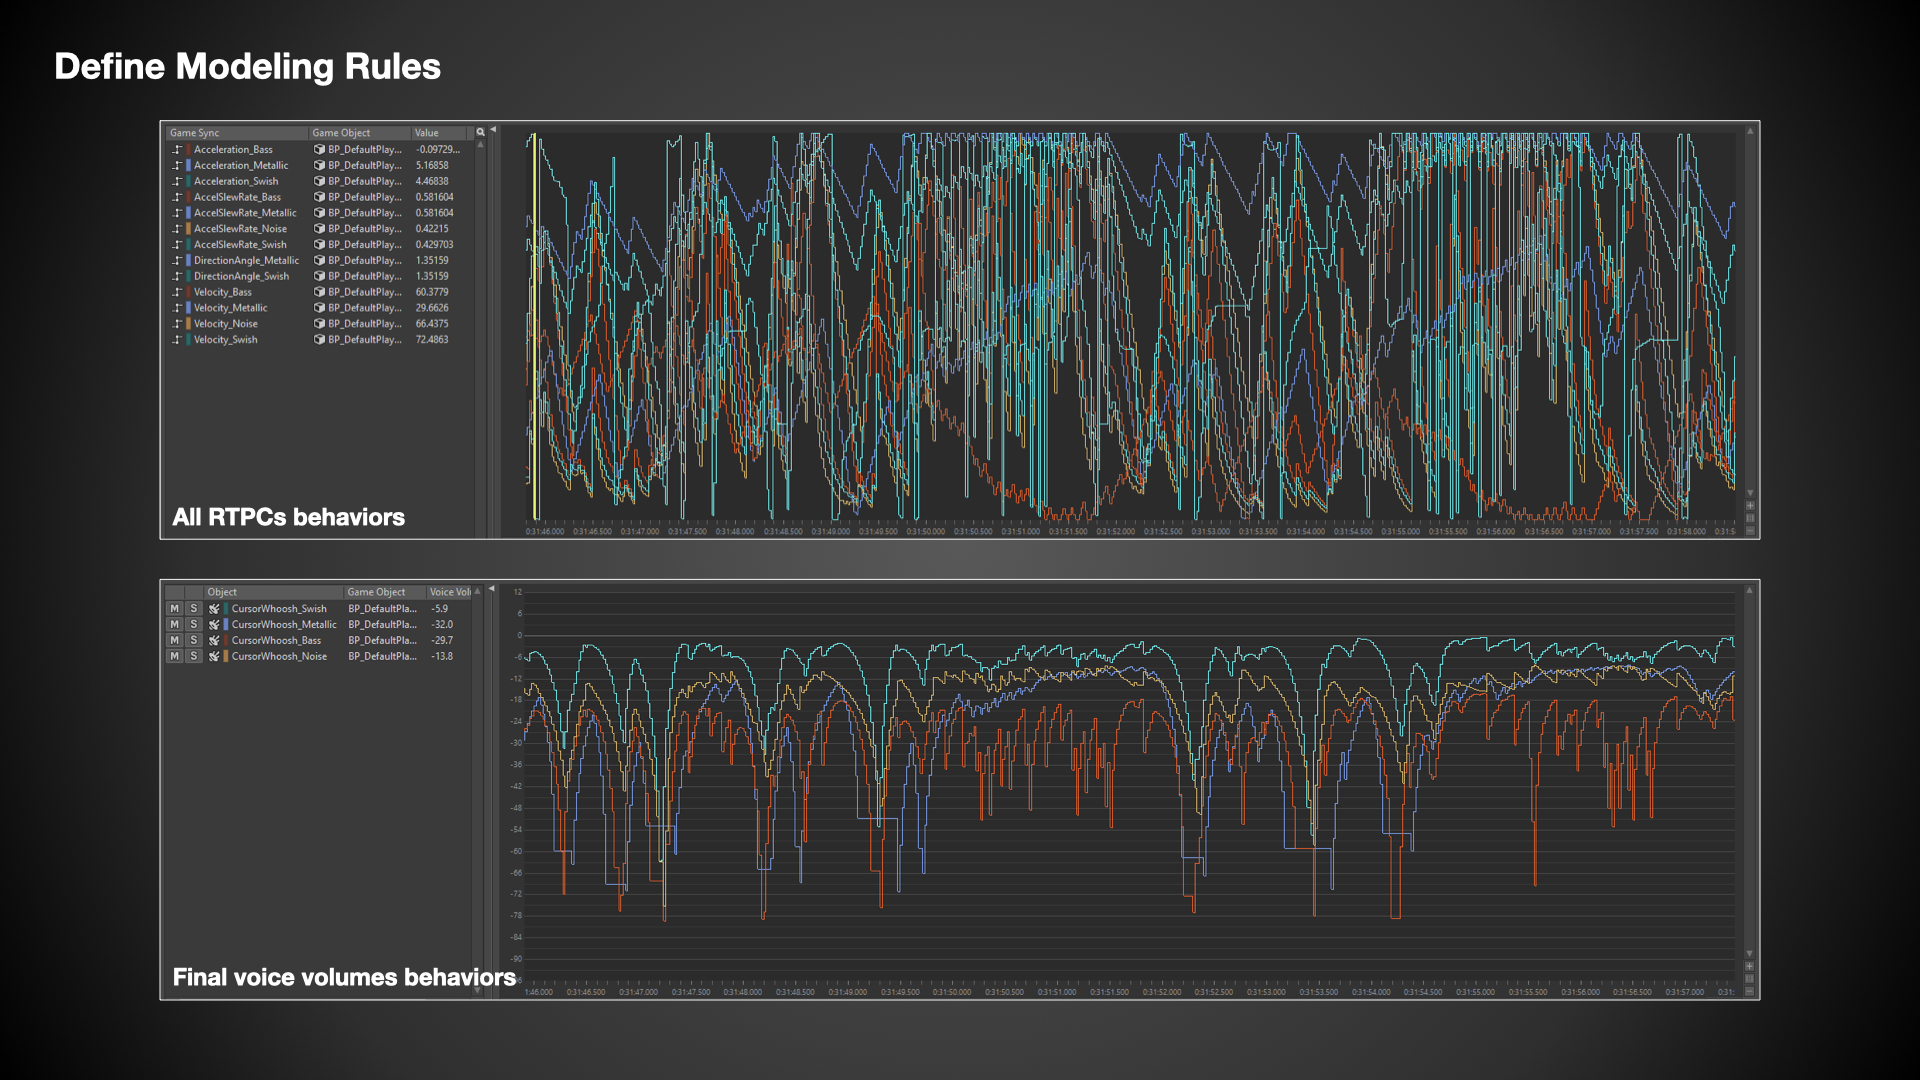 Define Modeling Rules
Game Sync Game Object Value
Acceleration_Bass BP_DefaultPlay... -0.09729...
Acceleration_Metallic BP_DefaultPlay... 5.16858
Acceleration_Swish BP_DefaultPlay... 4.46838
AccelSlewRate_Bass BP_DefaultPlay... 0.581604
AccelSlewRate_Metallic BP_DefaultPlay... 0.581604
AccelSlewRate_Noise BP_DefaultPlay... 0.42215
AccelSlewRate_Swish BP_DefaultPlay... 0.429703
DirectionAngle_Metallic BP_DefaultPlay... 1.35159
DirectionAngle_Swish BP_DefaultPlay... 1.35159
Velocity_Bass BP_DefaultPlay... 60.3779
Velocity_Metallic BP_DefaultPlay... 29.6626
Velocity_Noise BP_DefaultPlay... 66.4375
Velocity_Swish BP_DefaultPlay... 72.4863
All RTPCs behaviors
0:31:46.000 0:31:46.500 0:31:47.000 0:31:47.500 0:31:48.000 0:31:48.500 0:31:49.000 0:31:49.500 0:31:50.000 0:31:50.500 0:31:51.000 0:31:51.500 0:31:52.000 0:31:52.500 0:31:53.000 0:31:53.500 0:31:54.000 0:31:54.500 0:31:55.000 0:31:55.500 0:31:56.000 0:31:56.500 0:31:57.000 0:31:57.500 0:31:58.000 0:31:5
Object Game Object Voice Vol
M S CursorWhoosh_Swish BP_DefaultPla... -5.9
M S CursorWhoosh_Metallic BP_DefaultPla... -32.0
M S CursorWhoosh_Bass BP_DefaultPla... -29.7
M S CursorWhoosh_Noise BP_DefaultPla... -13.8
12
6
0
-6
-12
-18
-24
-30
-36
-42
-48
-54
-60
-66
-72
-78
-84
-90
Final voice volumes behaviors
1:46.000 0:31:46.500 0:31:47.000 0:31:47.500 0:31:48.000 0:31:48.500 0:31:49.000 0:31:49.500 0:31:50.000 0:31:50.500 0:31:51.000 0:31:51.500 0:31:52.000 0:31:52.500 0:31:53.000 0:31:53.500 0:31:54.000 0:31:54.500 0:31:55.000 0:31:55.500 0:31:56.000 0:31:56.500 0:31:57.000 0:31: